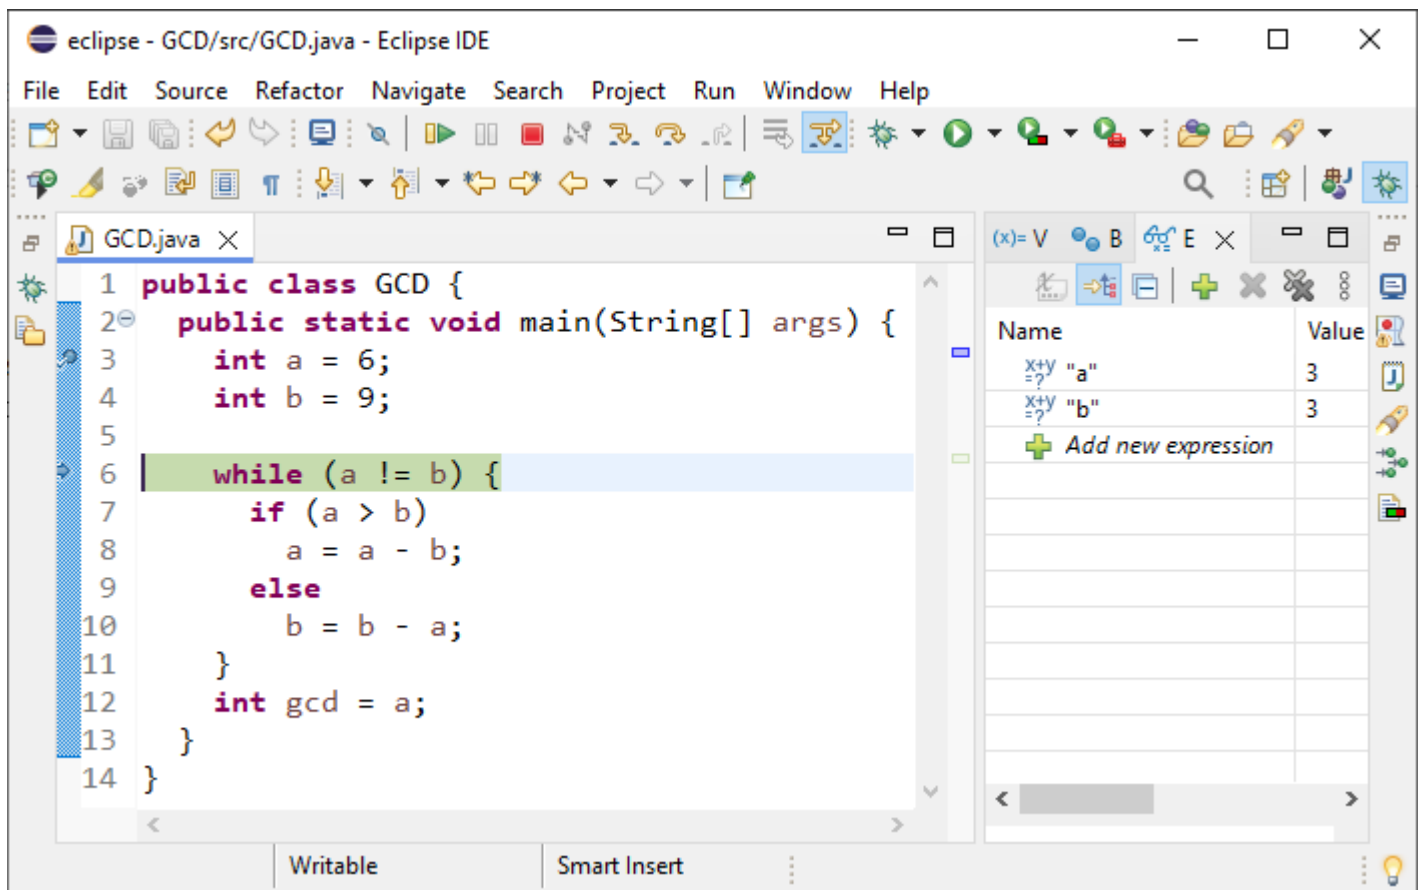 eclipse - GCD/src/GCD.java - Eclipse IDE
File Edit Source Refactor Navigate Search Project Run Window Help
GCD.java
(x)= V B E
1 public class GCD {
2 public static void main(String[] args) {
3 int a = 6;
4 int b = 9;
5
6 while (a != b) {
7 if (a > b)
8 a = a - b;
9 else
10 b = b - a;
11 }
12 int gcd = a;
13 }
14 }
Name Value
x+y =? "a" 3
x+y =? "b" 3
Add new expression
Writable Smart Insert